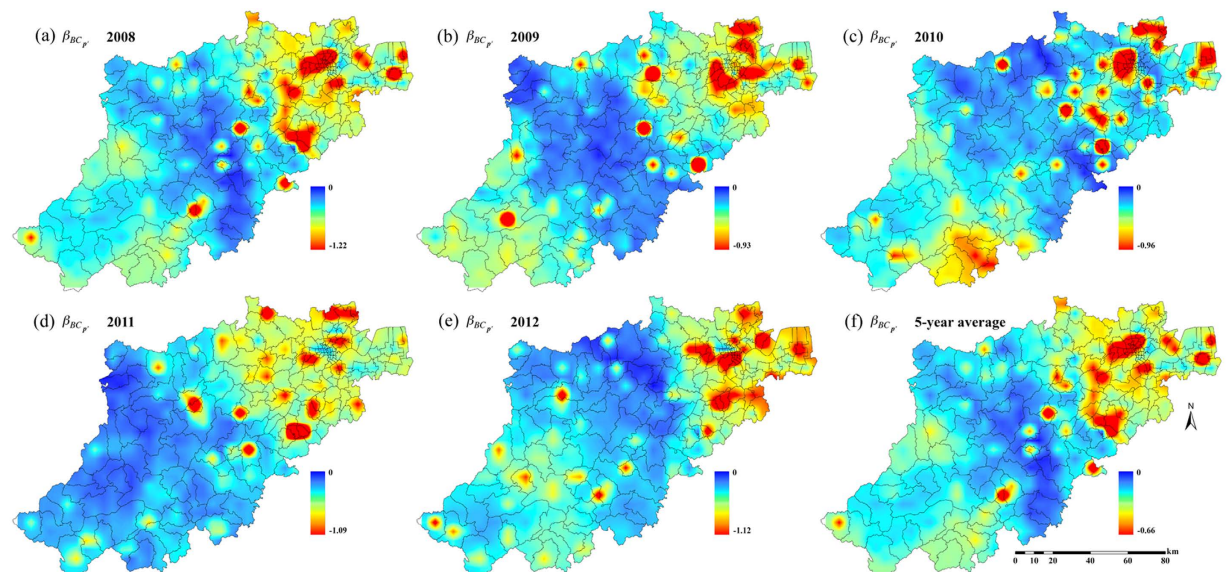 (a) β_BC_p' 2008
0
-1.22
(b) β_BC_p' 2009
0
-0.93
(c) β_BC_p' 2010
0
-0.96
(d) β_BC_p' 2011
0
-1.09
(e) β_BC_p' 2012
0
-1.12
(f) β_BC_p' 5-year average
0
-0.66
N
km
0 10 20 40 60 80